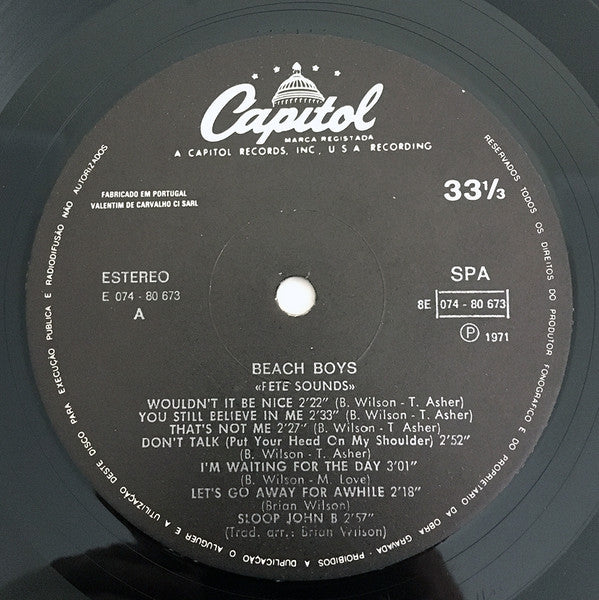 Capitol
MARCA REGISTADA
A CAPITOL RECORDS, INC., U S A RECORDING
FABRICADO EM PORTUGAL
VALENTIM DE CARVALHO CI SARL
33 1/3
ESTEREO
E 074 - 80 673
A
SPA
8E 074 - 80 673
Ⓟ 1971
BEACH BOYS
«FETE SOUNDS»
WOULDN'T IT BE NICE 2'22" (B. Wilson - T. Asher)
YOU STILL BELIEVE IN ME 2'33" (B. Wilson - T. Asher)
THAT'S NOT ME 2'27" (B. Wilson - T. Asher)
DON'T TALK (Put Your Head On My Shoulder) 2'52"
(B. Wilson - T. Asher)
I'M WAITING FOR THE DAY 3'01"
(B. Wilson - M. Love)
LET'S GO AWAY FOR AWHILE 2'18"
(Brian Wilson)
SLOOP JOHN B 2'57"
(Trad. arr.: Brian Wilson)
RESERVADOS TODOS OS DIREITOS DO PRODUTOR FONOGRAFICO E DO PROPRIETARIO DA OBRA GRAVADA - PROIBIDOS A DUPLICAÇÃO O ALUGUER E A UTILIZAÇÃO DESTE DISCO PARA EXECUÇÃO PUBLICA E RADIODIFUSÃO NÃO AUTORIZADOS